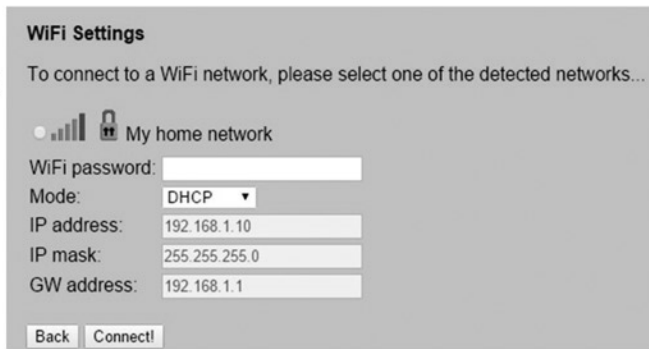 WiFi Settings
To connect to a WiFi network, please select one of the detected networks...
My home network
WiFi password:
Mode: DHCP
IP address: 192.168.1.10
IP mask: 255.255.255.0
GW address: 192.168.1.1
Back Connect!